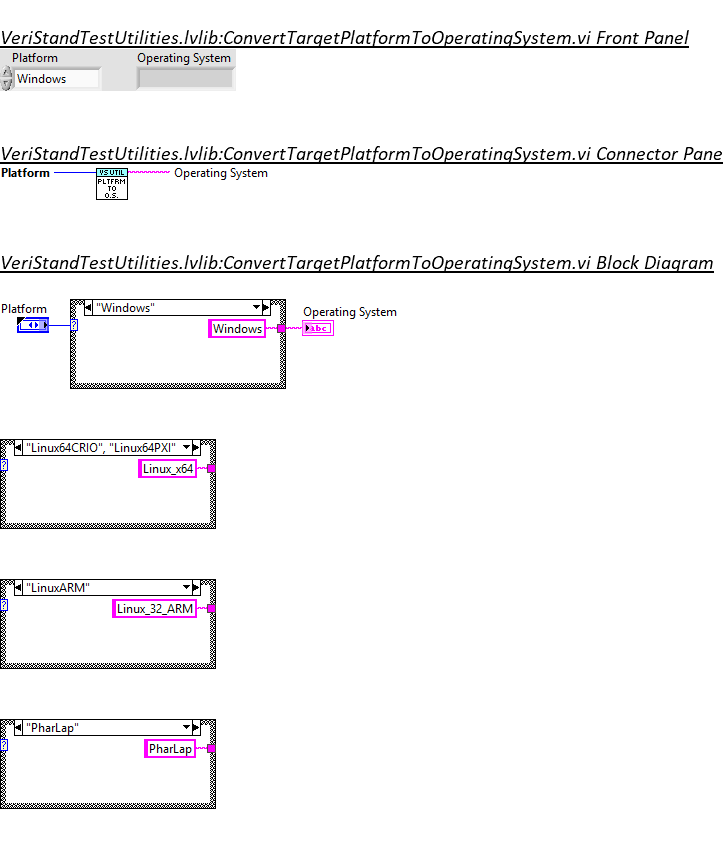 VeriStandTestUtilities.lvlib:ConvertTargetPlatformToOperatingSystem.vi Front Panel
Platform Operating System
Windows
VeriStandTestUtilities.lvlib:ConvertTargetPlatformToOperatingSystem.vi Connector Pane
Platform Operating System
VS UTIL
PLTFRM
TO
O.S.
VeriStandTestUtilities.lvlib:ConvertTargetPlatformToOperatingSystem.vi Block Diagram
Platform "Windows" Operating System
? Windows abc
"Linux64CRIO", "Linux64PXI"
? Linux_x64
"LinuxARM"
? Linux_32_ARM
"PharLap"
? PharLap